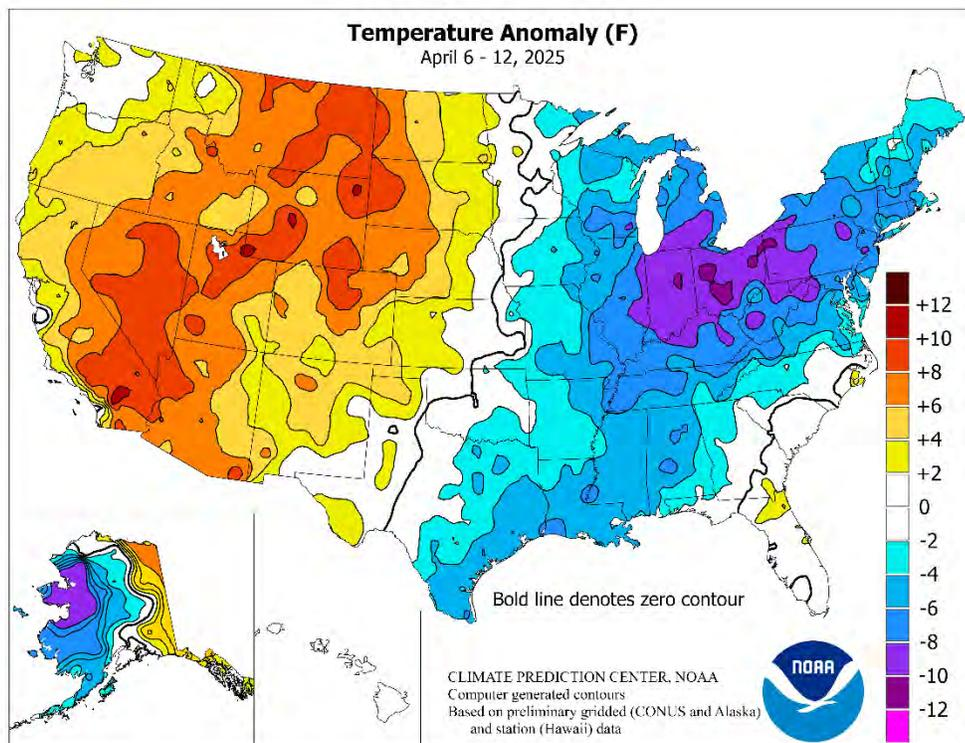 Temperature Anomaly (F)
April 6 - 12, 2025
+12
+10
+8
+6
+4
+2
0
-2
-4
-6
-8
-10
-12
Bold line denotes zero contour
CLIMATE PREDICTION CENTER, NOAA
Computer generated contours
Based on preliminary gridded (CONUS and Alaska)
and station (Hawaii) data
NOAA